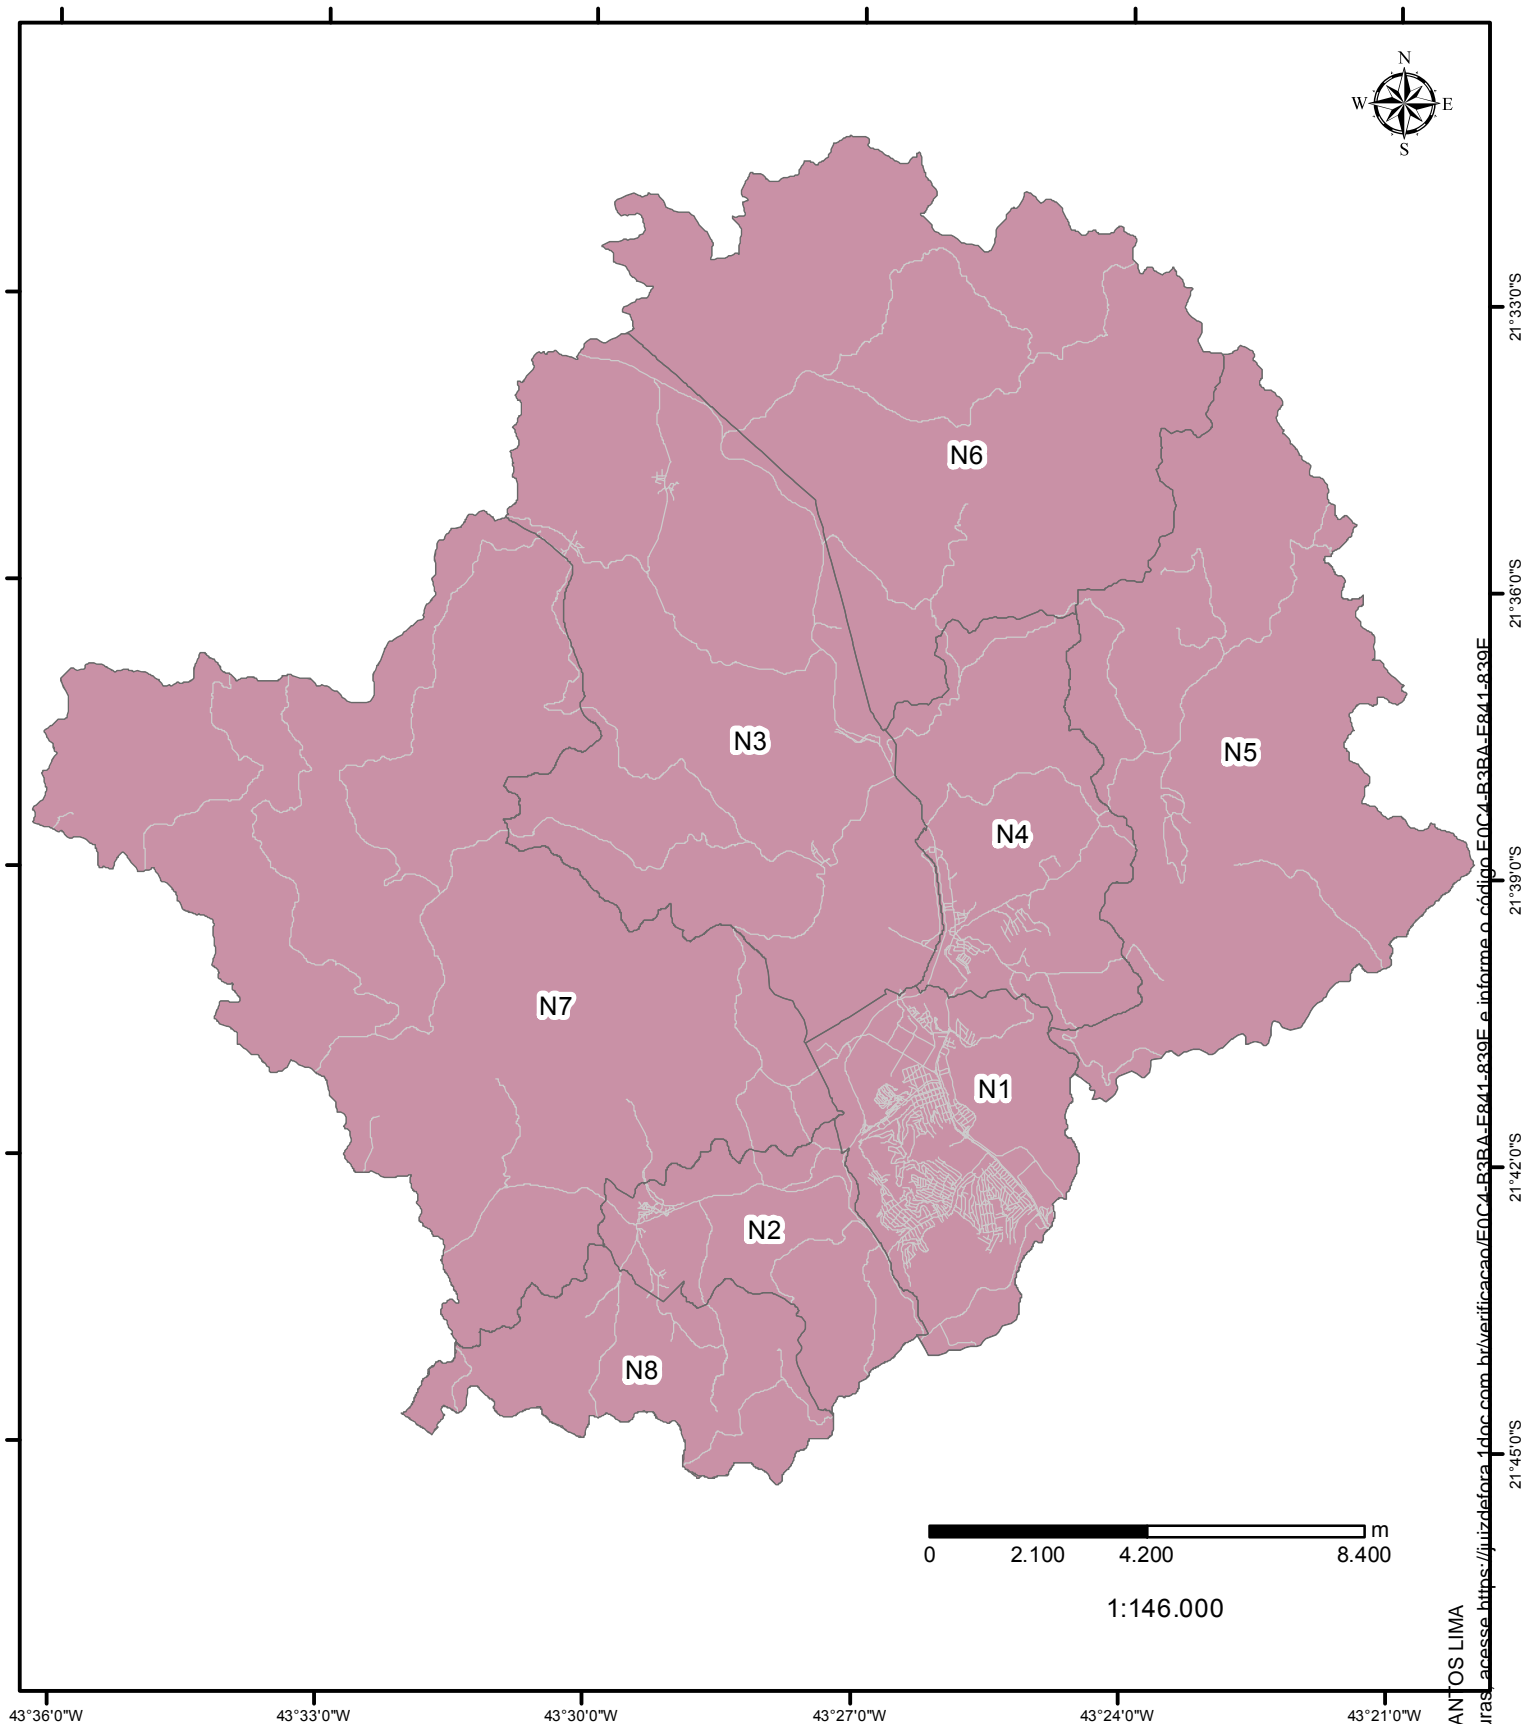 N
W E
S
N6
N3
N5
N4
N7
N1
N2
N8
21°33'0"S
21°36'0"S
21°39'0"S
21°42'0"S
21°45'0"S
m
0 2.100 4.200 8.400
1:146.000
43°36'0"W 43°33'0"W 43°30'0"W 43°27'0"W 43°24'0"W 43°21'0"W
ANTOS LIMA
uras, acesse https://juizdefora.1doc.com.br/verificacao/F0C4-B3BA-F841-839F e informe o código F0C4-B3BA-F841-839F